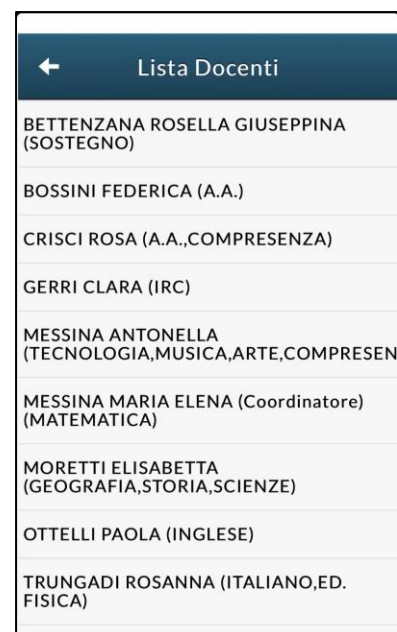 Lista Docenti
BETTENZANA ROSELLA GIUSEPPINA
(SOSTEGNO)
BOSSINI FEDERICA (A.A.)
CRISCI ROSA (A.A.,COMPRESENZA)
GERRI CLARA (IRC)
MESSINA ANTONELLA
(TECNOLOGIA,MUSICA,ARTE,COMPRESEN
MESSINA MARIA ELENA (Coordinatore)
(MATEMATICA)
MORETTI ELISABETTA
(GEOGRAFIA,STORIA,SCIENZE)
OTTELLI PAOLA (INGLESE)
TRUNGADI ROSANNA (ITALIANO,ED.
FISICA)